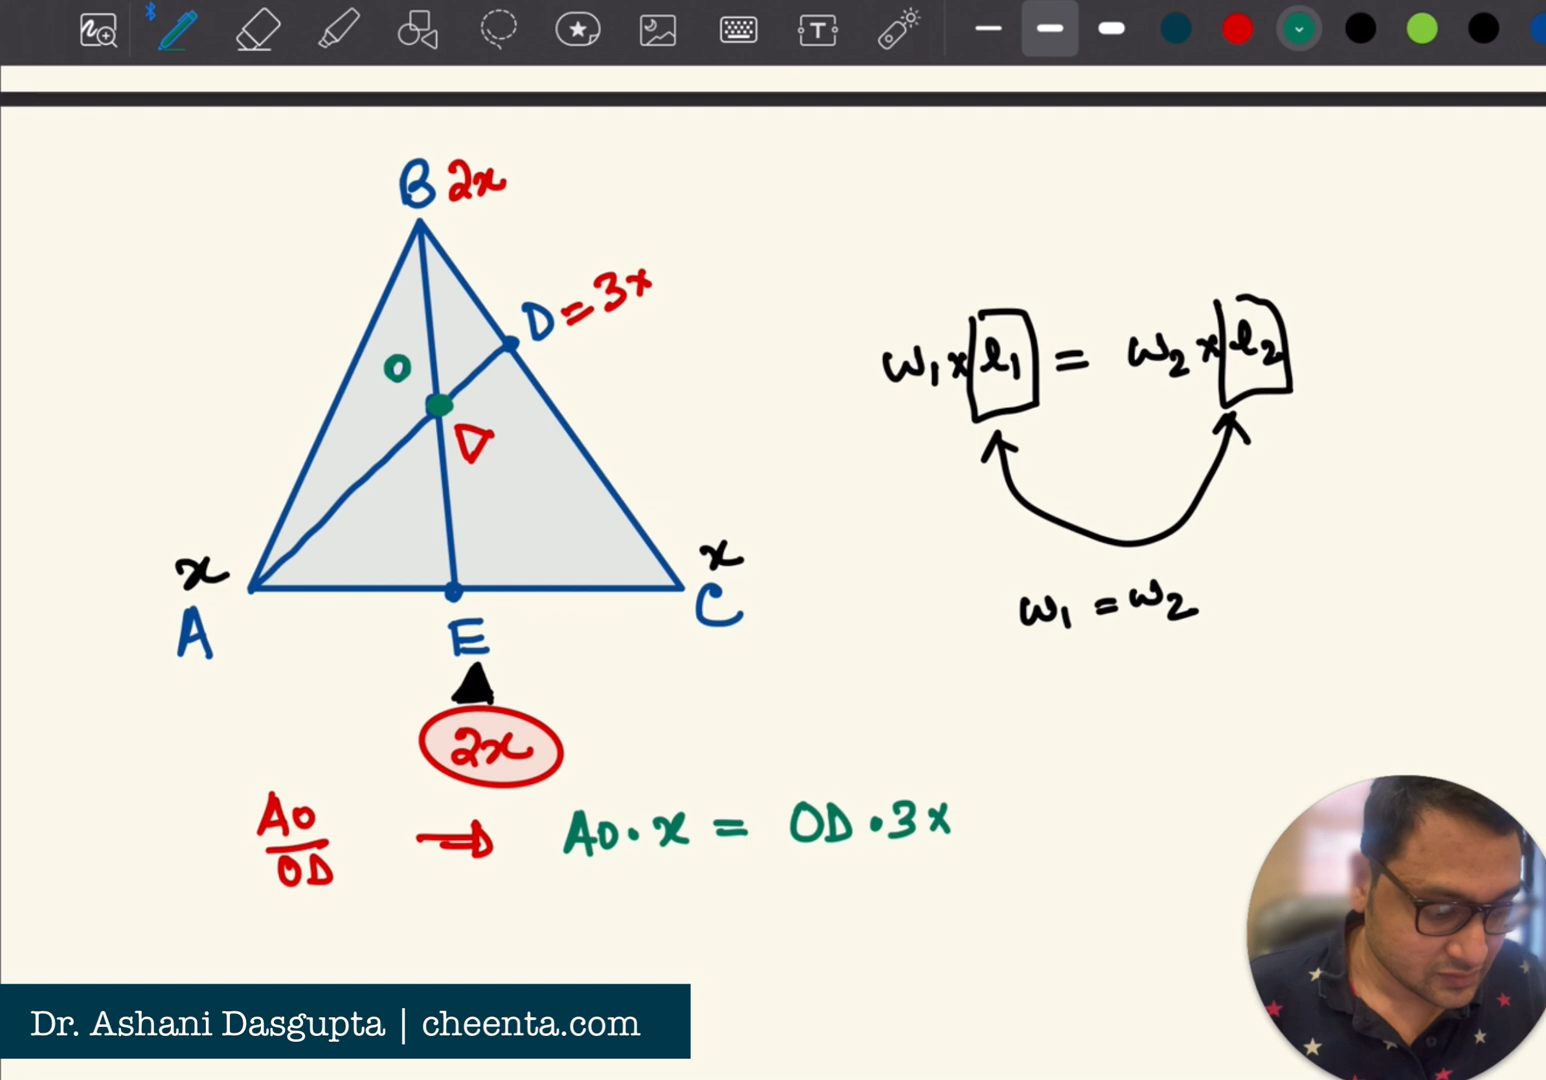 B 2x
D = 3x
O
w₁ × l₁ = w₂ × l₂
x
x
A
E
C
w₁ = w₂
2x
AO/OD ⇒ AO · x = OD · 3x
Dr. Ashani Dasgupta | cheenta.com